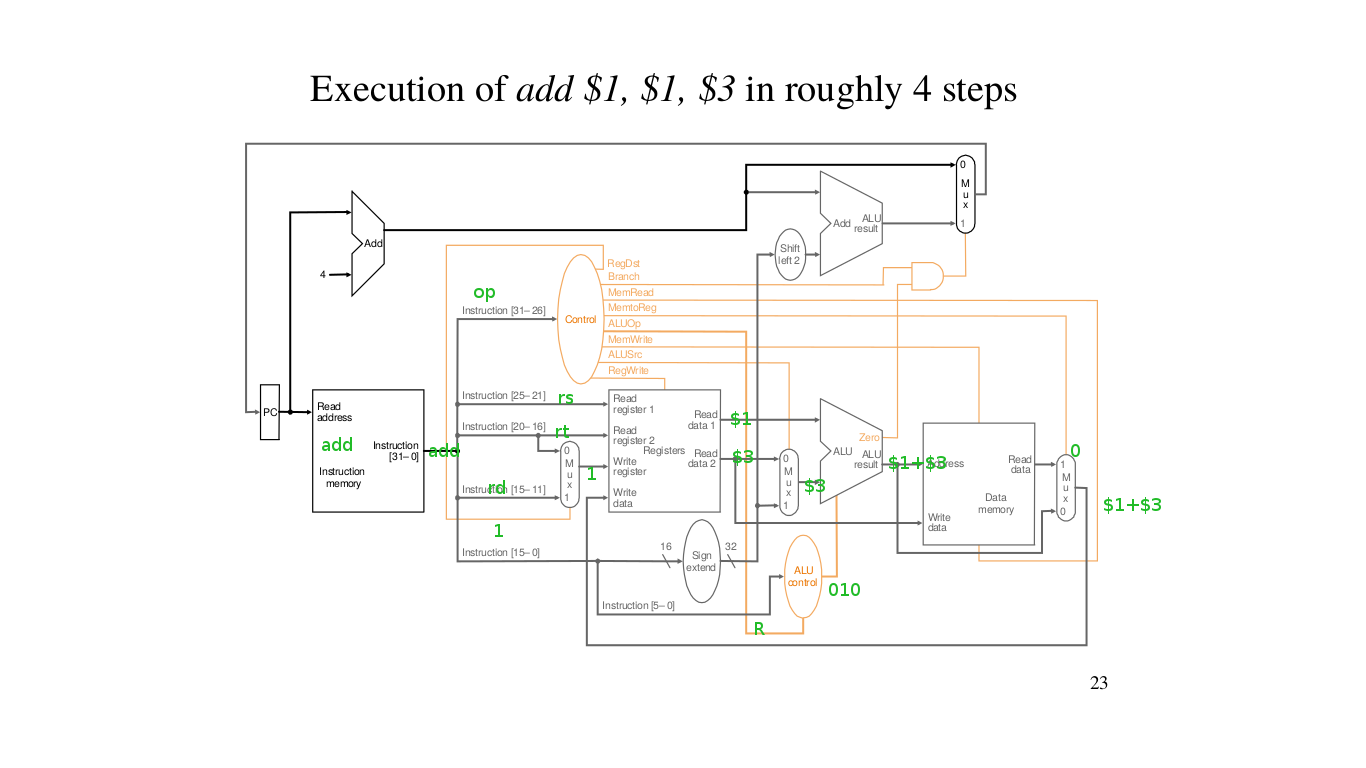 Execution of add $1, $1, $3 in roughly 4 steps
0
M
u
x
1
Add
ALU
result
Add
4
Shift
left 2
RegDst
Branch
MemRead
MemtoReg
ALUOp
MemWrite
ALUSrc
RegWrite
Control
op
Instruction [31–26]
PC
Read
address
add
Instruction
[31–0]
Instruction
memory
add
Instruction [25–21]
rs
Instruction [20–16]
rt
Instruction [15–11]
rd
1
0
M
u
x
1
1
Read
register 1
Read
register 2
Write
register
Write
data
Registers
Read
data 1
Read
data 2
$1
$3
0
M
u
x
1
$3
Zero
ALU
ALU
result
$1+$3
Address
Read
data
Data
memory
Write
data
0
1
M
u
x
0
$1+$3
Instruction [15–0]
16
Sign
extend
32
ALU
control
010
Instruction [5–0]
R
23